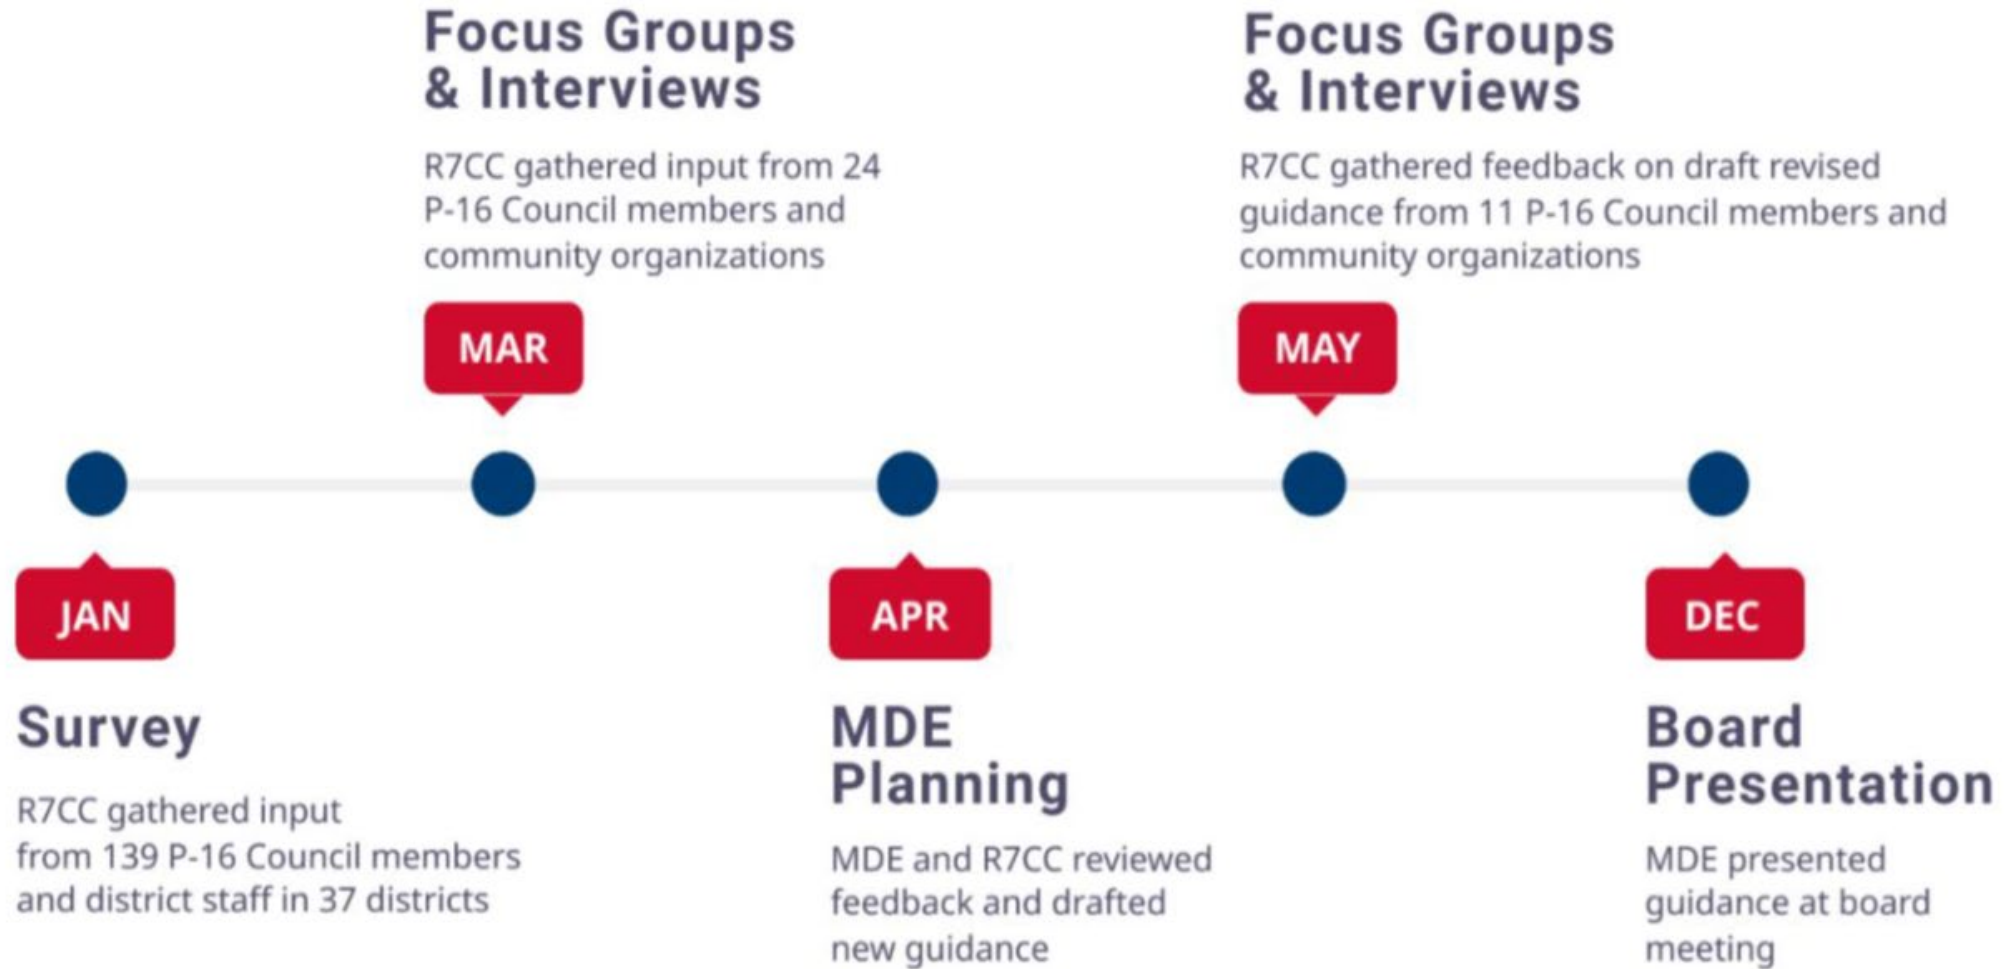 Focus Groups
& Interviews
R7CC gathered input from 24
P-16 Council members and
community organizations
MAR
Focus Groups
& Interviews
R7CC gathered feedback on draft revised
guidance from 11 P-16 Council members and
community organizations
MAY
JAN
Survey
R7CC gathered input
from 139 P-16 Council members
and district staff in 37 districts
APR
MDE
Planning
MDE and R7CC reviewed
feedback and drafted
new guidance
DEC
Board
Presentation
MDE presented
guidance at board
meeting